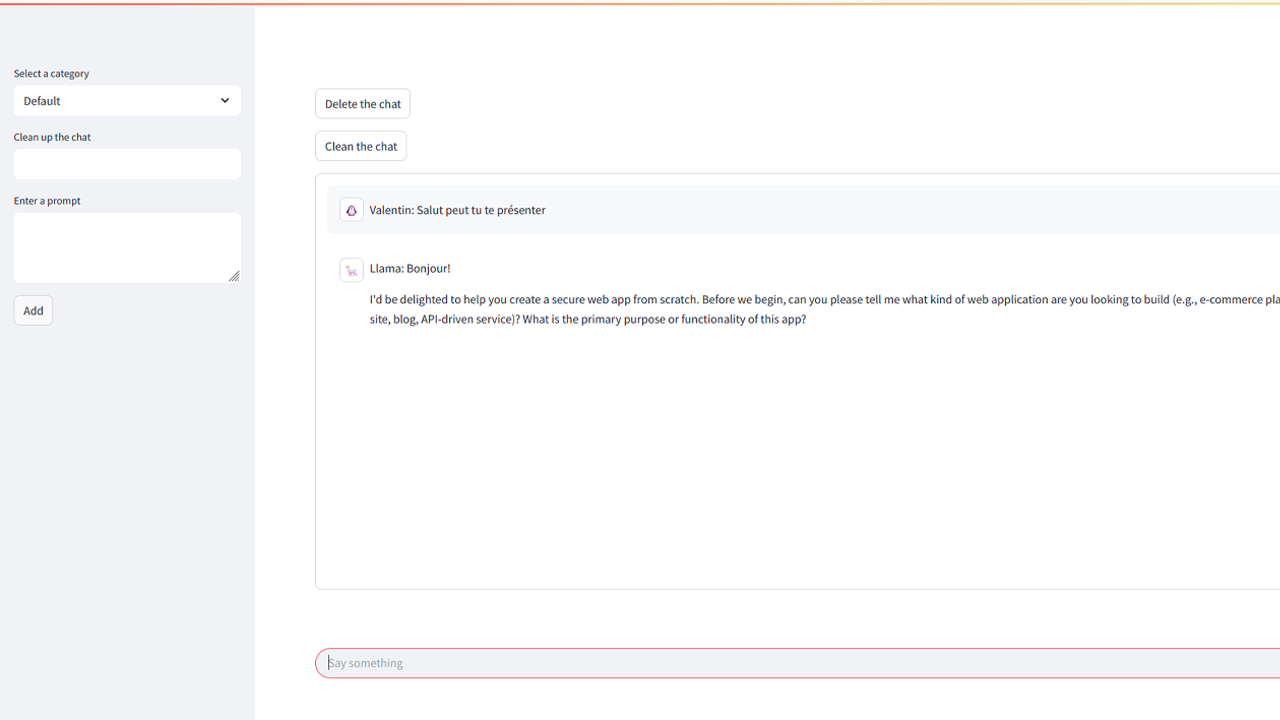 Select a category
Default
Clean up the chat
Enter a prompt
Add
Delete the chat
Clean the chat
Valentin: Salut peut tu te présenter
Llama: Bonjour!
I'd be delighted to help you create a secure web app from scratch. Before we begin, can you please tell me what kind of web application are you looking to build (e.g., e-commerce pla
site, blog, API-driven service)? What is the primary purpose or functionality of this app?
Say something